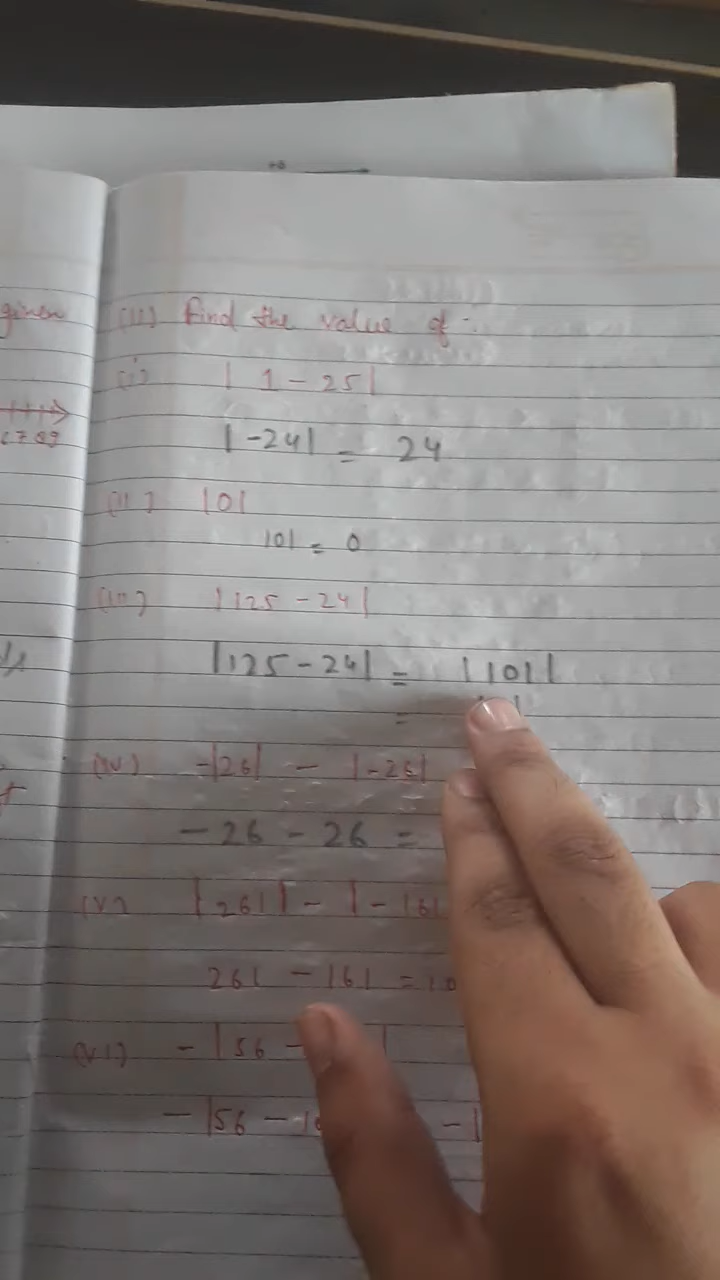 given
(iii) Find the value of :-
(i) | 1 - 25 |
|-24| = 24
(ii) |0|
|0| = 0
(iii) |125 - 24|
|125 - 24| = |101|
=
(iv) -|26| - |-26|
- 26 - 26 =
(v) |261| - |-161
261 - 161 = 10
(vi) - |56 - |
- |56 - - |